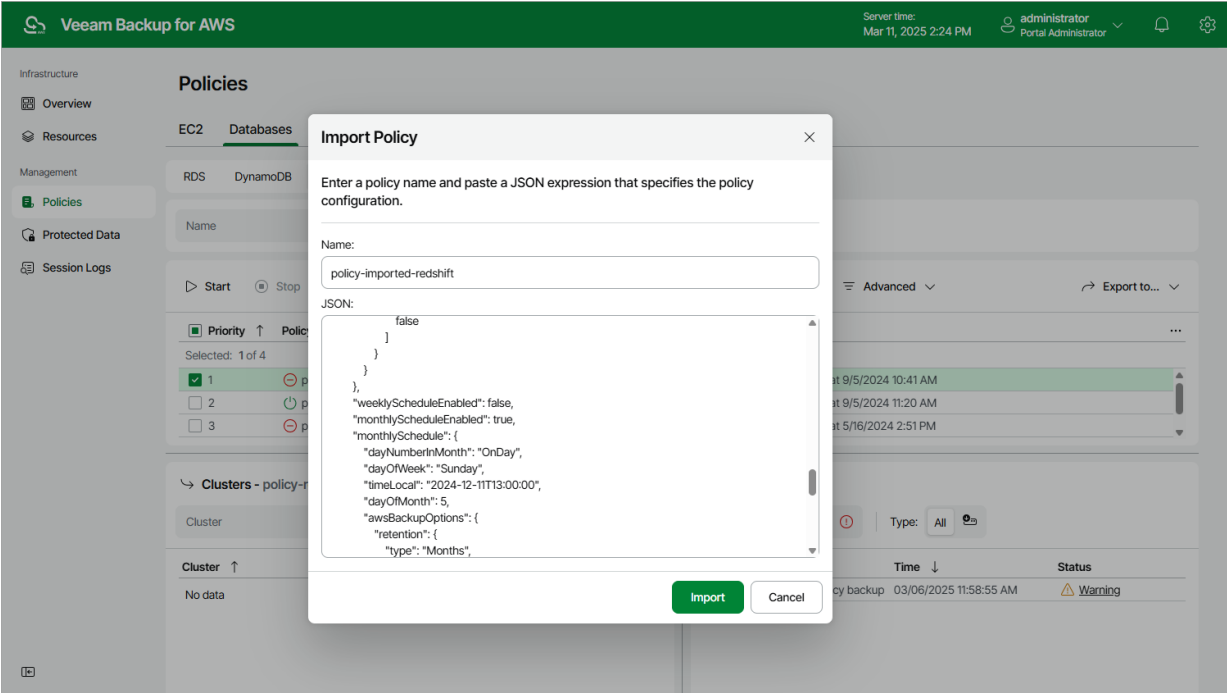 Veeam Backup for AWS
Server time:
Mar 11, 2025 2:24 PM
administrator
Portal Administrator
Infrastructure
Overview
Resources
Management
Policies
Protected Data
Session Logs
Policies
EC2 Databases
RDS DynamoDB
Name
Start Stop
Advanced
Export to...
Priority
Selected: 1 of 4
1
2
3
at 9/5/2024 10:41 AM
at 9/5/2024 11:20 AM
at 5/16/2024 2:51 PM
Clusters -
Cluster
Type: All
Cluster
No data
Time Status
backup 03/06/2025 11:58:55 AM Warning
Import Policy
Enter a policy name and paste a JSON expression that specifies the policy
configuration.
Name:
policy-imported-redshift
JSON:
false
]
}
}
},
"weeklyScheduleEnabled": false,
"monthlyScheduleEnabled": true,
"monthlySchedule": {
"dayNumberInMonth": "OnDay",
"dayOfWeek": "Sunday",
"timeLocal": "2024-12-11T13:00:00",
"dayOfMonth": 5,
"awsBackupOptions": {
"retention": {
"type": "Months",
Import Cancel